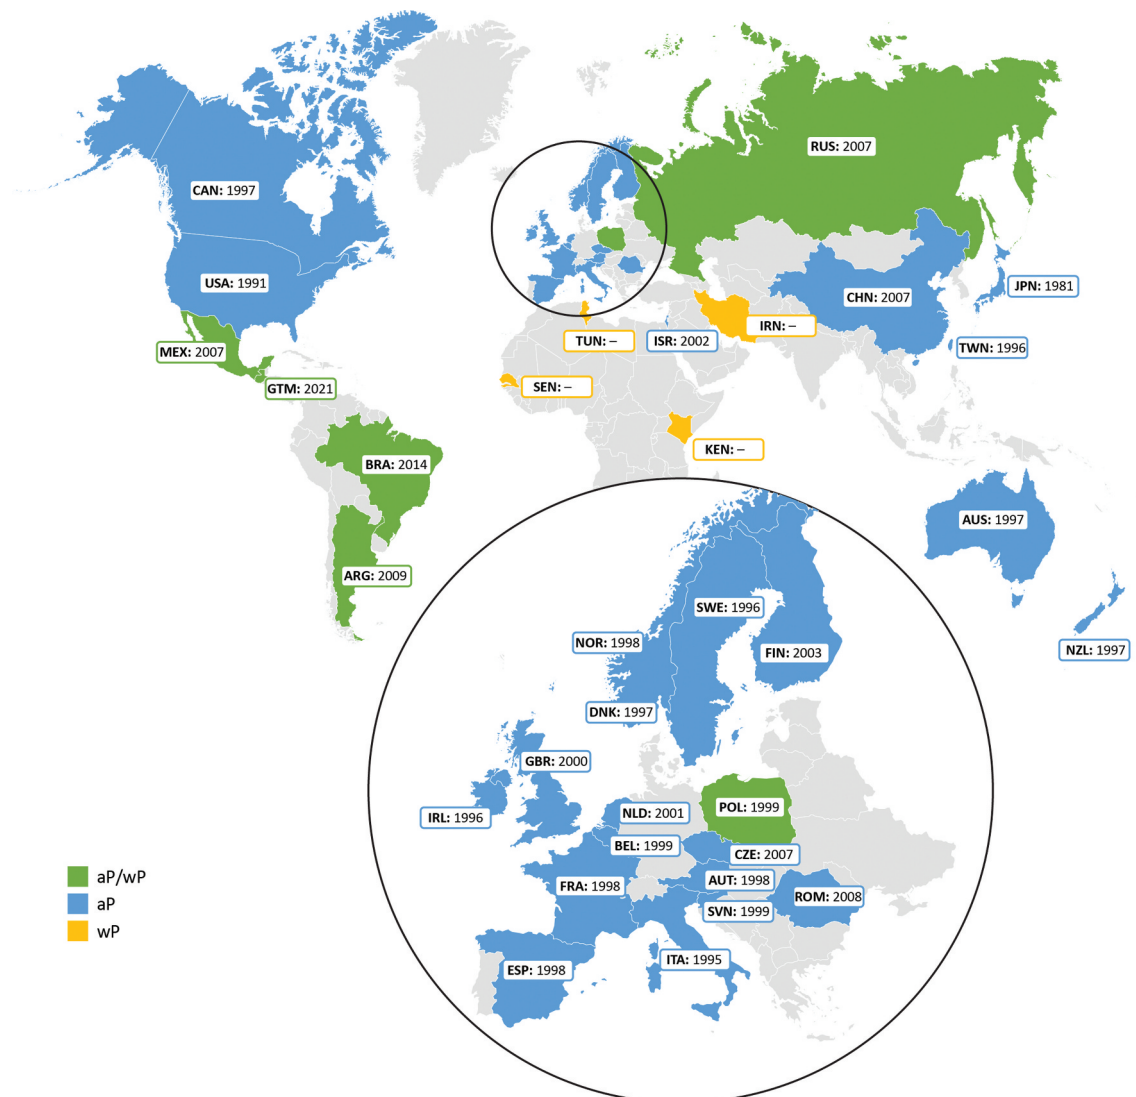 RUS: 2007
CAN: 1997
USA: 1991
JPN: 1981
CHN: 2007
IRN: –
TUN: –
ISR: 2002
TWN: 1996
MEX: 2007
GTM: 2021
SEN: –
KEN: –
BRA: 2014
AUS: 1997
ARG: 2009
NZL: 1997
SWE: 1996
NOR: 1998
FIN: 2003
DNK: 1997
GBR: 2000
POL: 1999
NLD: 2001
IRL: 1996
BEL: 1999
CZE: 2007
AUT: 1998
FRA: 1998
ROM: 2008
SVN: 1999
ITA: 1995
ESP: 1998
aP/wP
aP
wP